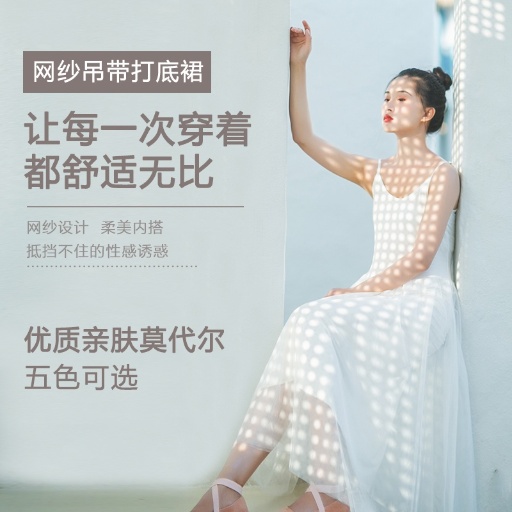 网纱吊带打底裙
让每一次穿着
都舒适无比
网纱设计 柔美内搭
抵挡不住的性感诱惑
优质亲肤莫代尔
五色可选